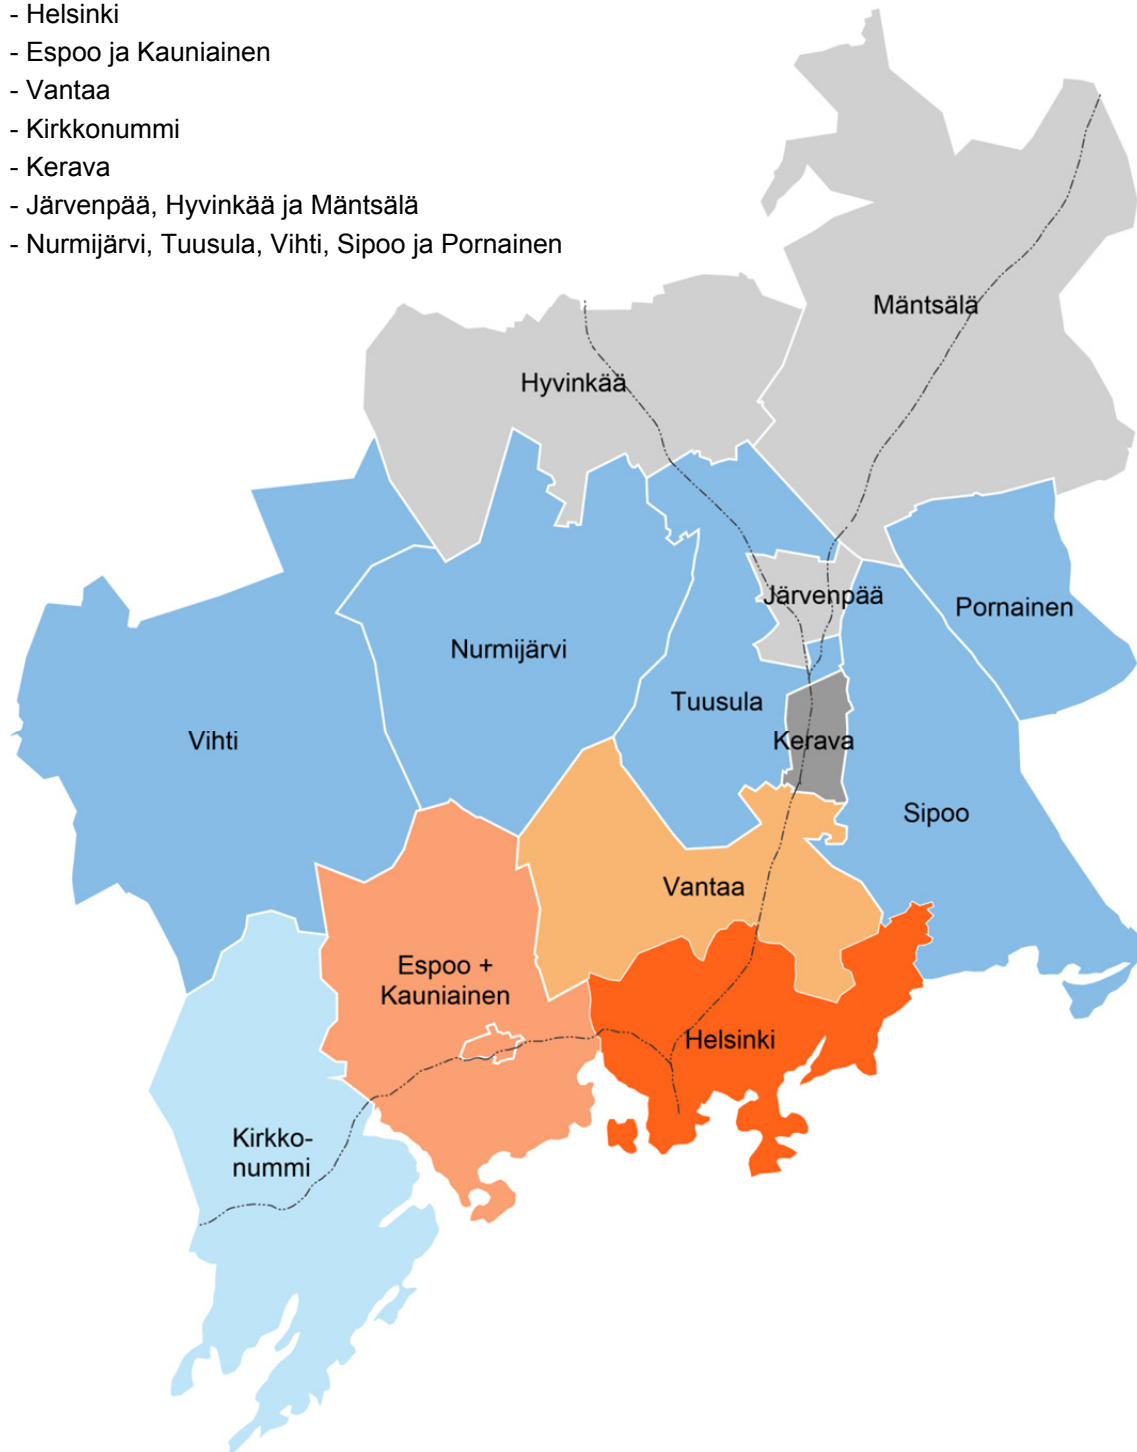 - Helsinki
- Espoo ja Kauniainen
- Vantaa
- Kirkkonummi
- Kerava
- Järvenpää, Hyvinkää ja Mäntsälä
- Nurmijärvi, Tuusula, Vihti, Sipoo ja Pornainen
Mäntsälä
Hyvinkää
Järvenpää
Pornainen
Nurmijärvi
Tuusula
Vihti
Kerava
Sipoo
Vantaa
Espoo +
Kauniainen
Helsinki
Kirkko-
nummi